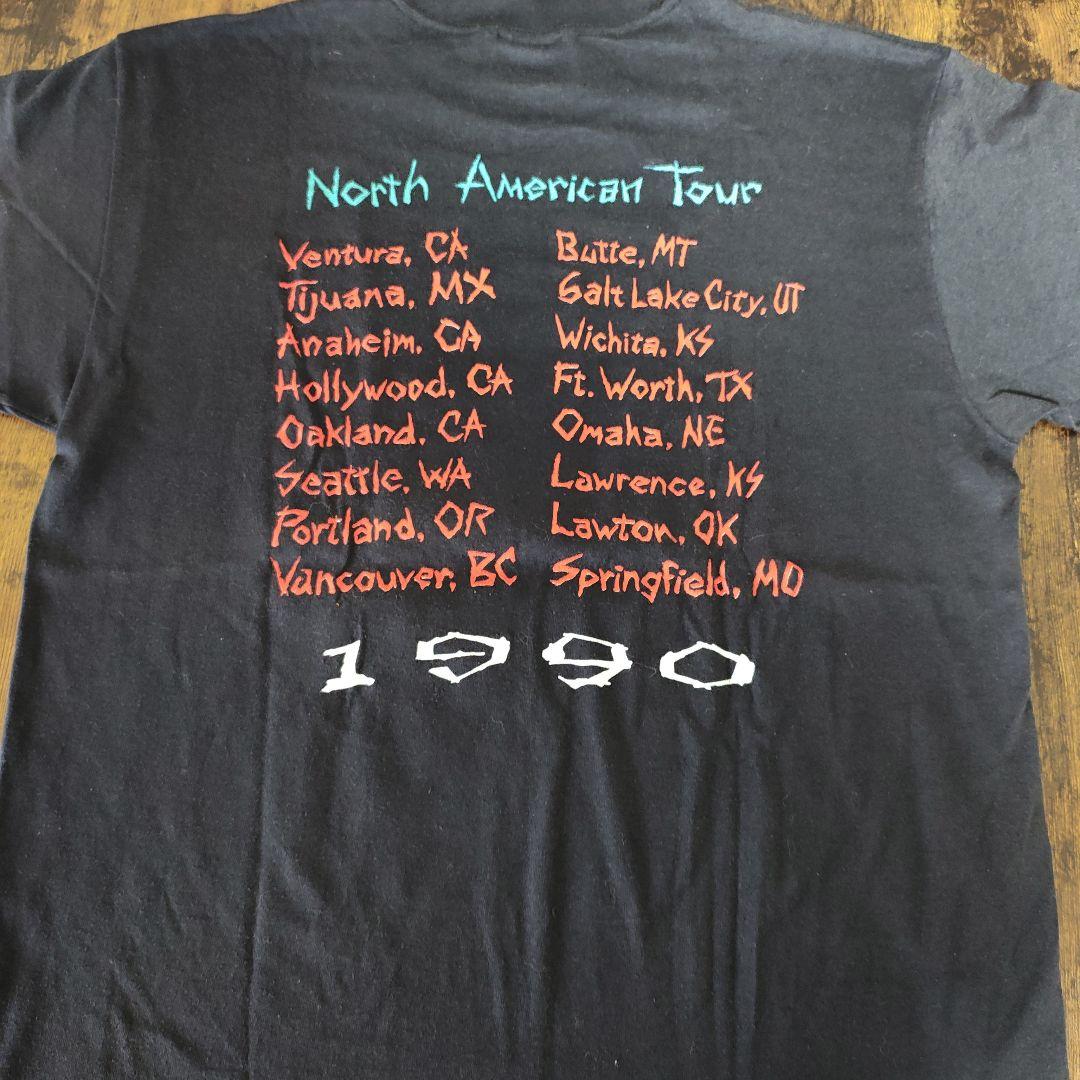 North American Tour
Ventura, CA
Tijuana, MX
Anaheim, CA
Hollywood, CA
Oakland, CA
Seattle, WA
Portland, OR
Vancouver, BC
Butte, MT
Salt Lake City, UT
Wichita, KS
Ft. Worth, TX
Omaha, NE
Lawrence, KS
Lawton, OK
Springfield, MO
1990